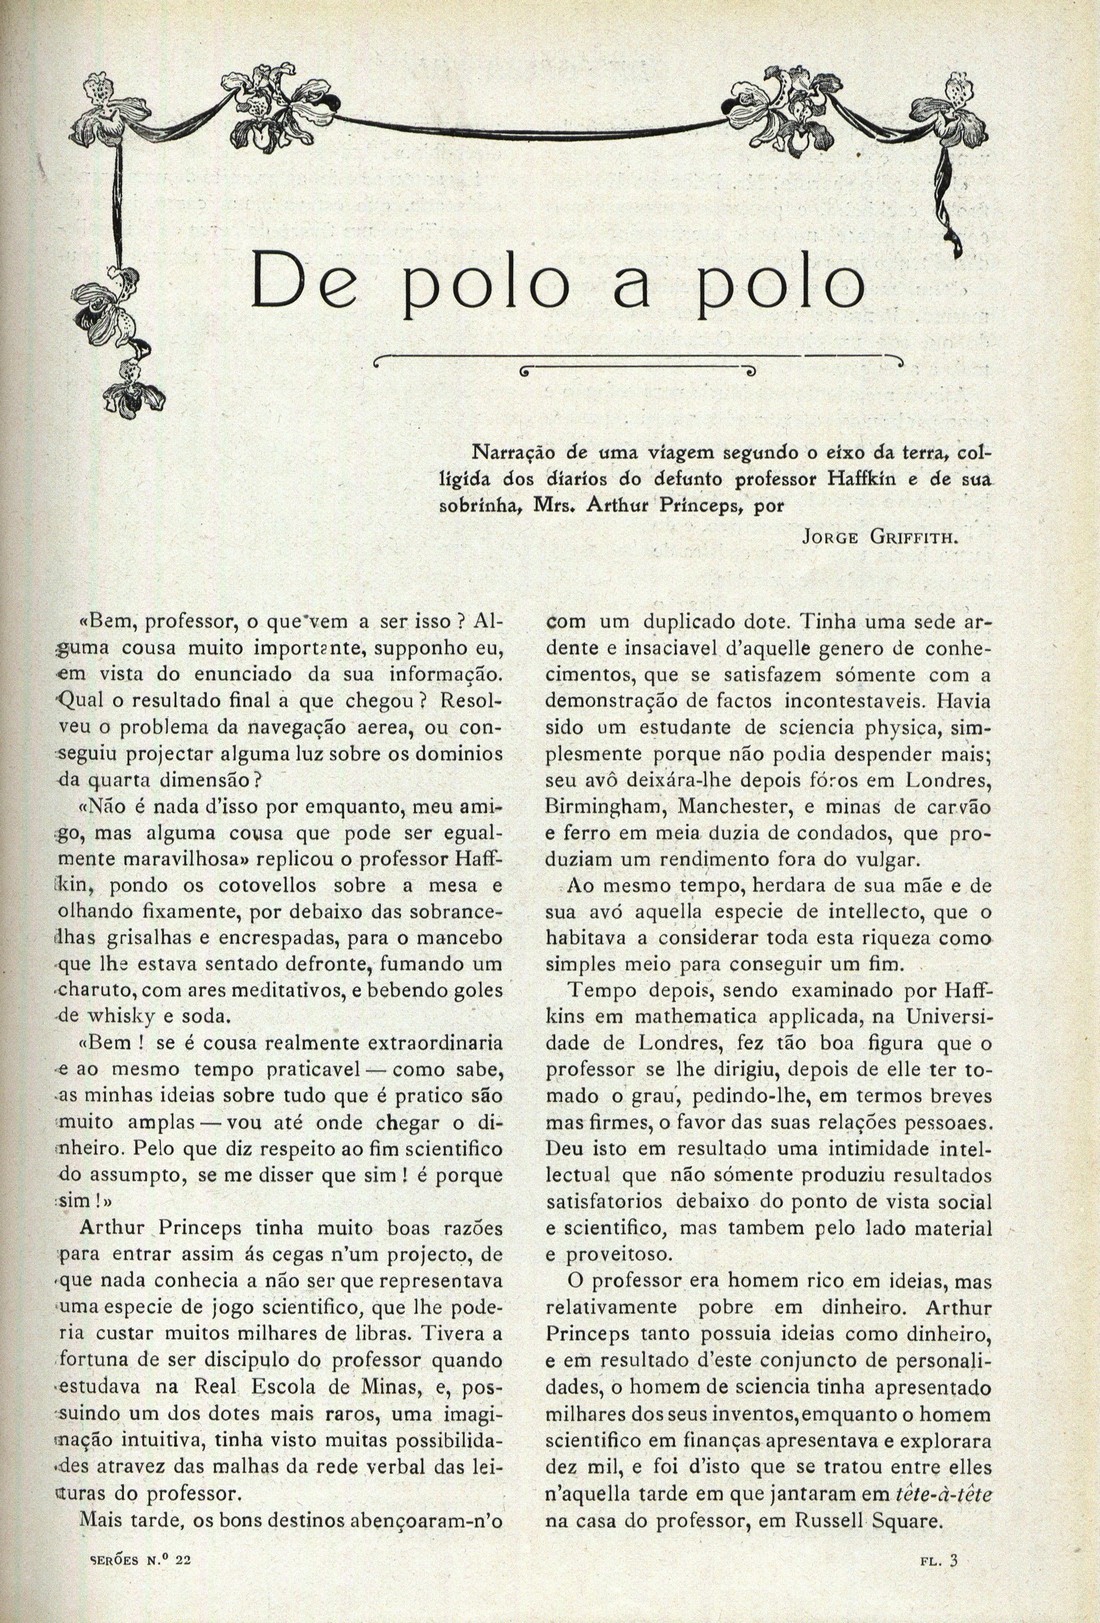 De polo a polo
Narração de uma viagem segundo o eixo da terra, col-
ligida dos diarios do defunto professor Haffkin e de sua
sobrinha, Mrs. Arthur Princeps, por
JORGE GRIFFITH.
«Bem, professor, o que vem a ser isso? Al-
guma cousa muito importante, supponho eu,
em vista do enunciado da sua informação.
Qual o resultado final a que chegou? Resol-
veu o problema da navegação aerea, ou con-
seguiu projectar alguma luz sobre os dominios
da quarta dimensão?
«Não é nada d'isso por emquanto, meu ami-
go, mas alguma cousa que pode ser egual-
mente maravilhosa» replicou o professor Haff-
kin, pondo os cotovellos sobre a mesa e
olhando fixamente, por debaixo das sobrance-
lhas grisalhas e encrespadas, para o mancebo
que lhe estava sentado defronte, fumando um
charuto, com ares meditativos, e bebendo goles
de whisky e soda.
«Bem! se é cousa realmente extraordinaria
e ao mesmo tempo praticavel — como sabe,
as minhas ideias sobre tudo que é pratico são
muito amplas — vou até onde chegar o di-
nheiro. Pelo que diz respeito ao fim scientifico
do assumpto, se me disser que sim! é porque
sim!»
Arthur Princeps tinha muito boas razões
para entrar assim ás cegas n'um projecto, de
que nada conhecia a não ser que representava
uma especie de jogo scientifico, que lhe pode-
ria custar muitos milhares de libras. Tivera a
fortuna de ser discipulo do professor quando
estudava na Real Escola de Minas, e, pos-
suindo um dos dotes mais raros, uma imagi-
nação intuitiva, tinha visto muitas possibilida-
des atravez das malhas da rede verbal das lei-
turas do professor.
Mais tarde, os bons destinos abençoaram-n'o
com um duplicado dote. Tinha uma sede ar-
dente e insaciavel d'aquelle genero de conhe-
cimentos, que se satisfazem sómente com a
demonstração de factos incontestaveis. Havia
sido um estudante de sciencia physica, sim-
plesmente porque não podia despender mais;
seu avô deixára-lhe depois fóros em Londres,
Birmingham, Manchester, e minas de carvão
e ferro em meia duzia de condados, que pro-
duziam um rendimento fora do vulgar.
Ao mesmo tempo, herdara de sua mãe e de
sua avó aquella especie de intellecto, que o
habitava a considerar toda esta riqueza como
simples meio para conseguir um fim.
Tempo depois, sendo examinado por Haff-
kins em mathematica applicada, na Universi-
dade de Londres, fez tão boa figura que o
professor se lhe dirigiu, depois de elle ter to-
mado o grau, pedindo-lhe, em termos breves
mas firmes, o favor das suas relações pessoaes.
Deu isto em resultado uma intimidade intel-
lectual que não sómente produziu resultados
satisfatorios debaixo do ponto de vista social
e scientifico, mas tambem pelo lado material
e proveitoso.
O professor era homem rico em ideias, mas
relativamente pobre em dinheiro. Arthur
Princeps tanto possuia ideias como dinheiro,
e em resultado d'este conjuncto de personali-
dades, o homem de sciencia tinha apresentado
milhares dos seus inventos, emquanto o homem
scientifico em finanças apresentava e explorara
dez mil, e foi d'isto que se tratou entre elles
n'aquella tarde em que jantaram em tête-à-tête
na casa do professor, em Russell Square.
SERÕES N.º 22
FL. 3